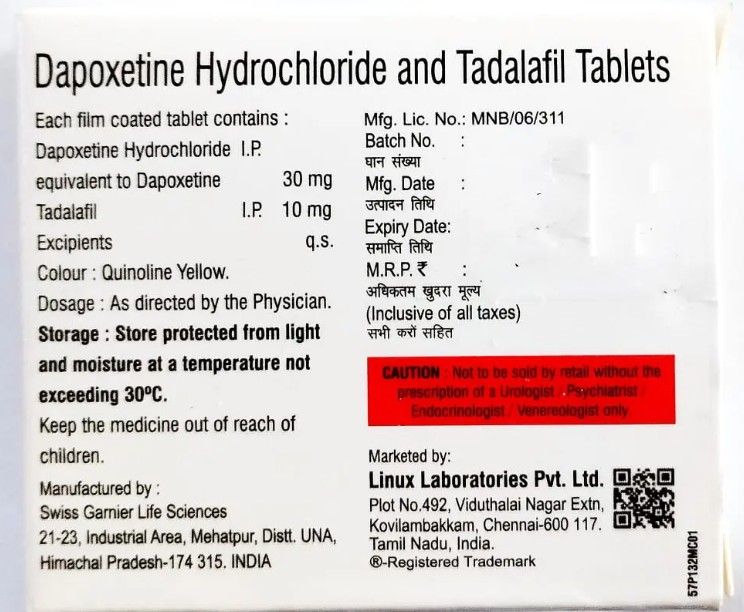 Dapoxetine Hydrochloride and Tadalafil Tablets
Each film coated tablet contains :
Dapoxetine Hydrochloride I.P.
equivalent to Dapoxetine 30 mg
Tadalafil I.P. 10 mg
Excipients q.s.
Colour : Quinoline Yellow.
Dosage : As directed by the Physician.
Storage : Store protected from light
and moisture at a temperature not
exceeding 30ºC.
Keep the medicine out of reach of
children.
Manufactured by :
Swiss Garnier Life Sciences
21-23, Industrial Area, Mehatpur, Distt. UNA,
Himachal Pradesh-174 315. INDIA
Mfg. Lic. No.: MNB/06/311
Batch No. :
घान संख्या
Mfg. Date :
उत्पादन तिथि
Expiry Date:
समाप्ति तिथि
M.R.P. ₹ :
अधिकतम खुदरा मूल्य
(Inclusive of all taxes)
सभी करों सहित
CAUTION : Not to be sold by retail without the
prescription of a Urologist / Psychiatrist /
Endocrinologist / Venereologist only
Marketed by:
Linux Laboratories Pvt. Ltd.
Plot No.492, Viduthalai Nagar Extn,
Kovilambakkam, Chennai-600 117.
Tamil Nadu, India.
®-Registered Trademark
57P132MC01